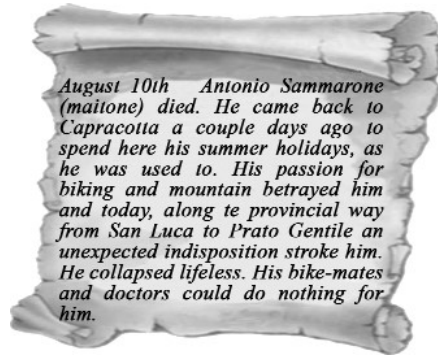 August 10th Antonio Sammarone
(maitone) died. He came back to
Capracotta a couple days ago to
spend here his summer holidays, as
he was used to. His passion for
biking and mountain betrayed him
and today, along te provincial way
from San Luca to Prato Gentile an
unexpected indisposition stroke him.
He collapsed lifeless. His bike-mates
and doctors could do nothing for
him.